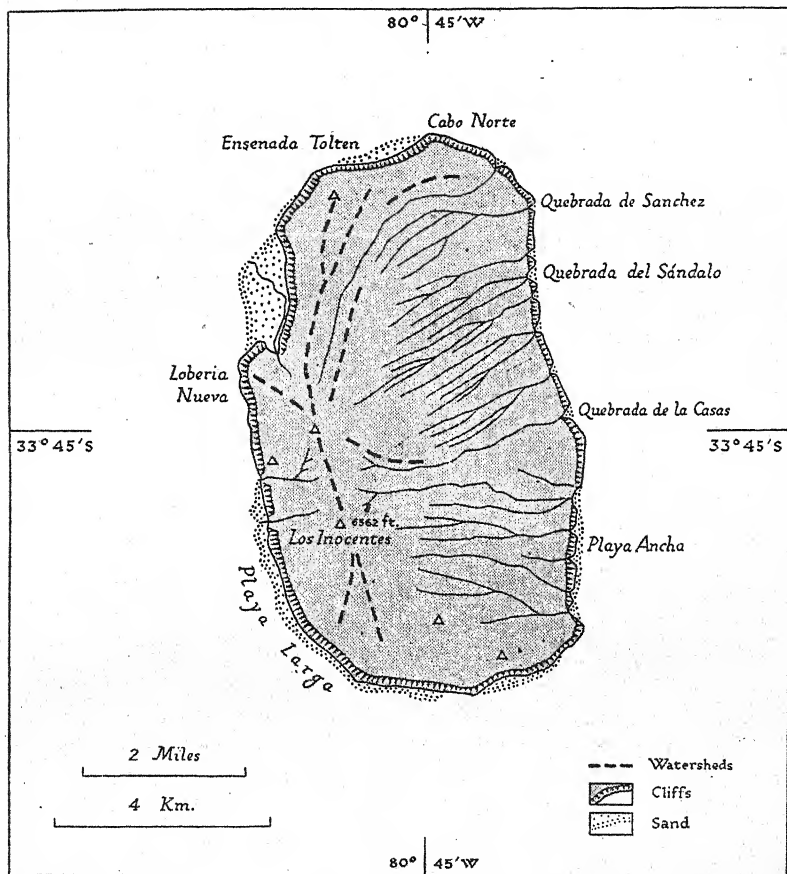 80° 45'W
Cabo Norte
Ensenada Tolten
Quebrada de Sanchez
Quebrada del Sándalo
Loberia
Nueva
Quebrada de la Casas
33°45's
33°45's
6562 ft.
Los Inocentes
Playa Ancha
Playa Larga
2 Miles
4 Km.
Watersheds
Cliffs
Sand
80° 45'W